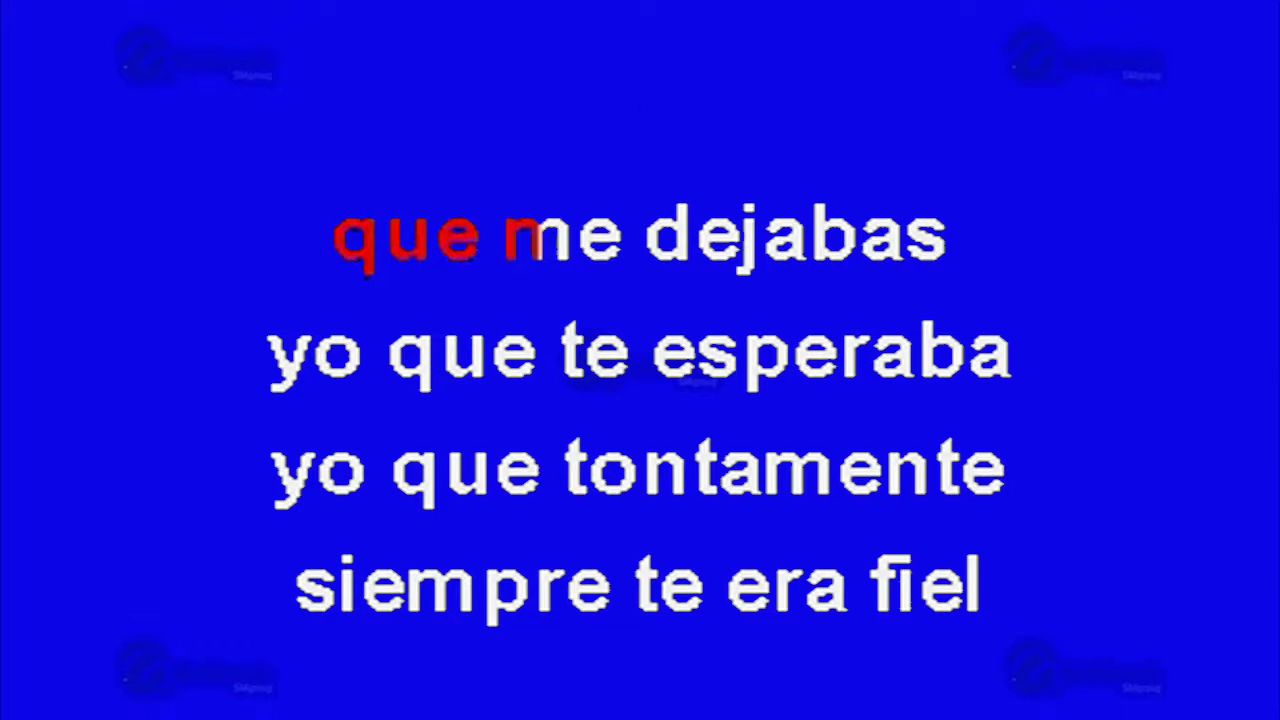 que me dejabas
yo que te esperaba
yo que tontamente
siempre te era fiel